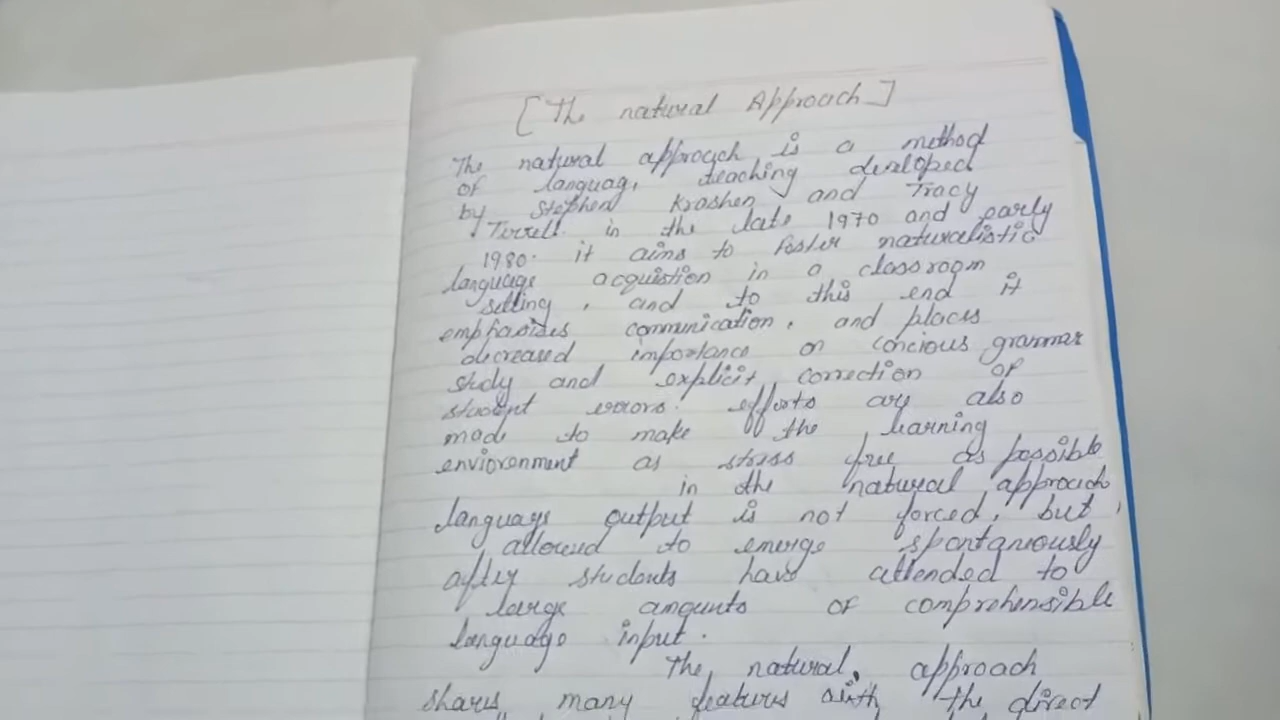 [The natural Approach]
The natural approach is a method
of languag, teaching developed
by Stephen Krashen and Tracy
Terrell in the late 1970 and early
1980. it aims to foster naturalistic
language acquistion in a classroom
setting, and to this end it
emphasises communication, and places
decreased importance on concious grammar
study and explicit correction of
student errors. efforts are also
made to make the learning
envioronment as stress free as possible
in the natural approach
language output is not forced, but
allowed to emerge spontaneously
after students have attended to
large amounts of comprehensible
language input.
The natural approach
shares many features with the direct